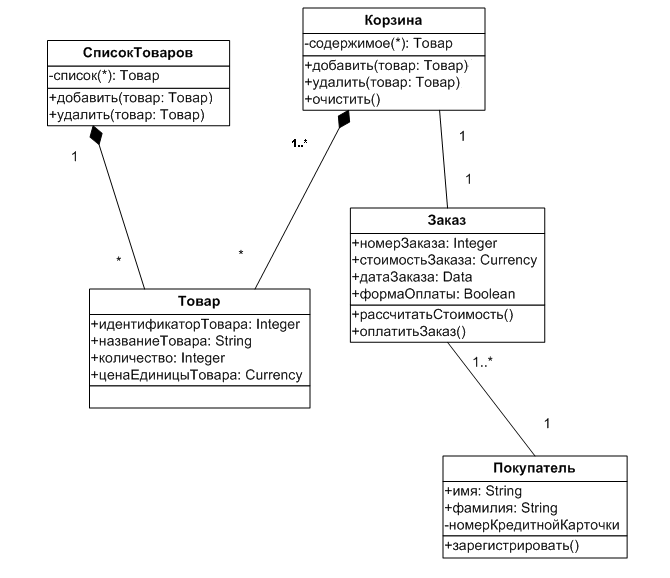 Корзина
-содержимое(*): Товар
+добавить(товар: Товар)
+удалить(товар: Товар)
+очистить()
СписокТоваров
-список(*): Товар
+добавить(товар: Товар)
+удалить(товар: Товар)
1
1..*
1
1
*
*
Заказ
+номерЗаказа: Integer
+стоимостьЗаказа: Currency
+датаЗаказа: Data
+формаОплаты: Boolean
+рассчитатьСтоимость()
+оплатитьЗаказ()
Товар
+идентификаторТовара: Integer
+названиеТовара: String
+количество: Integer
+ценаЕдиницыТовара: Currency
1..*
1
Покупатель
+имя: String
+фамилия: String
-номерКредитнойКарточки
+зарегистрировать()